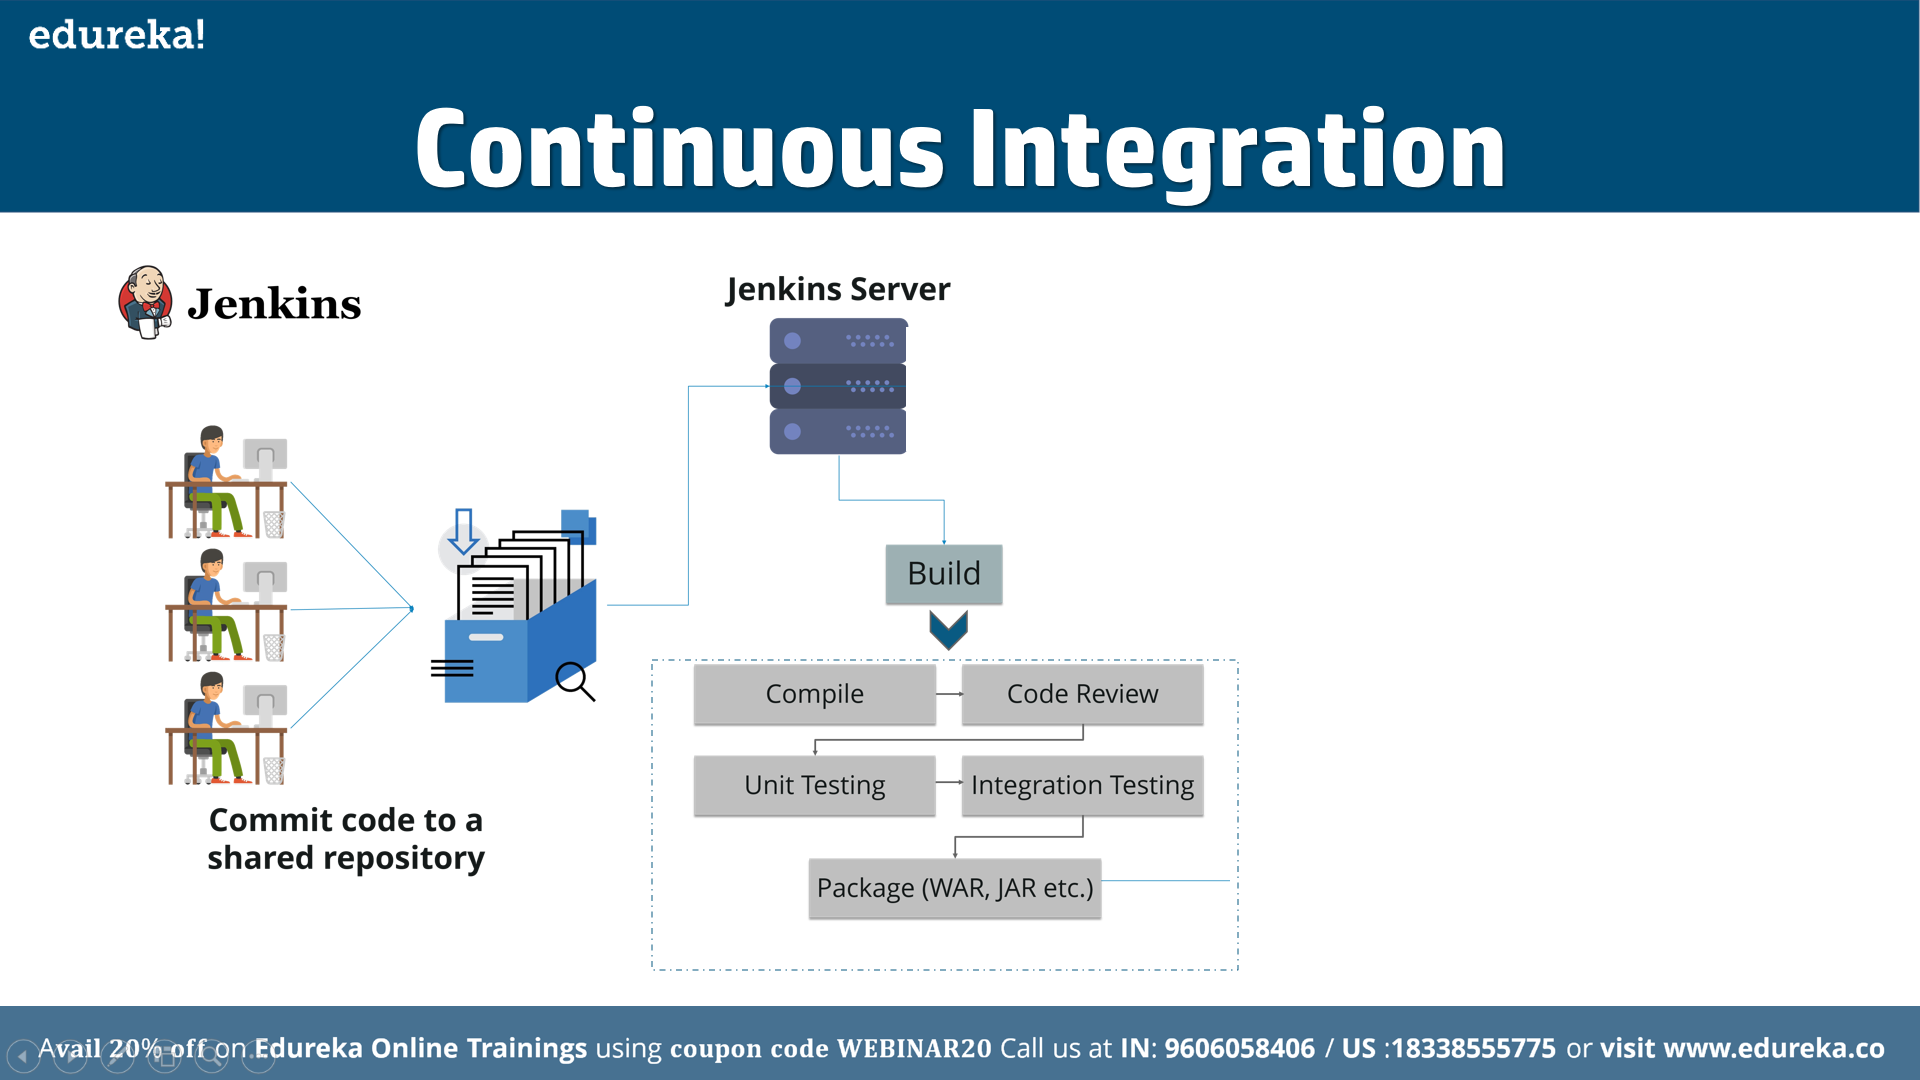 edureka!
Continuous Integration
Jenkins
Jenkins Server
Build
Compile
Code Review
Unit Testing
Integration Testing
Package (WAR, JAR etc.)
Commit code to a
shared repository
Avail 20% off on Edureka Online Trainings using coupon code WEBINAR20 Call us at IN: 9606058406 / US :18338555775 or visit www.edureka.co